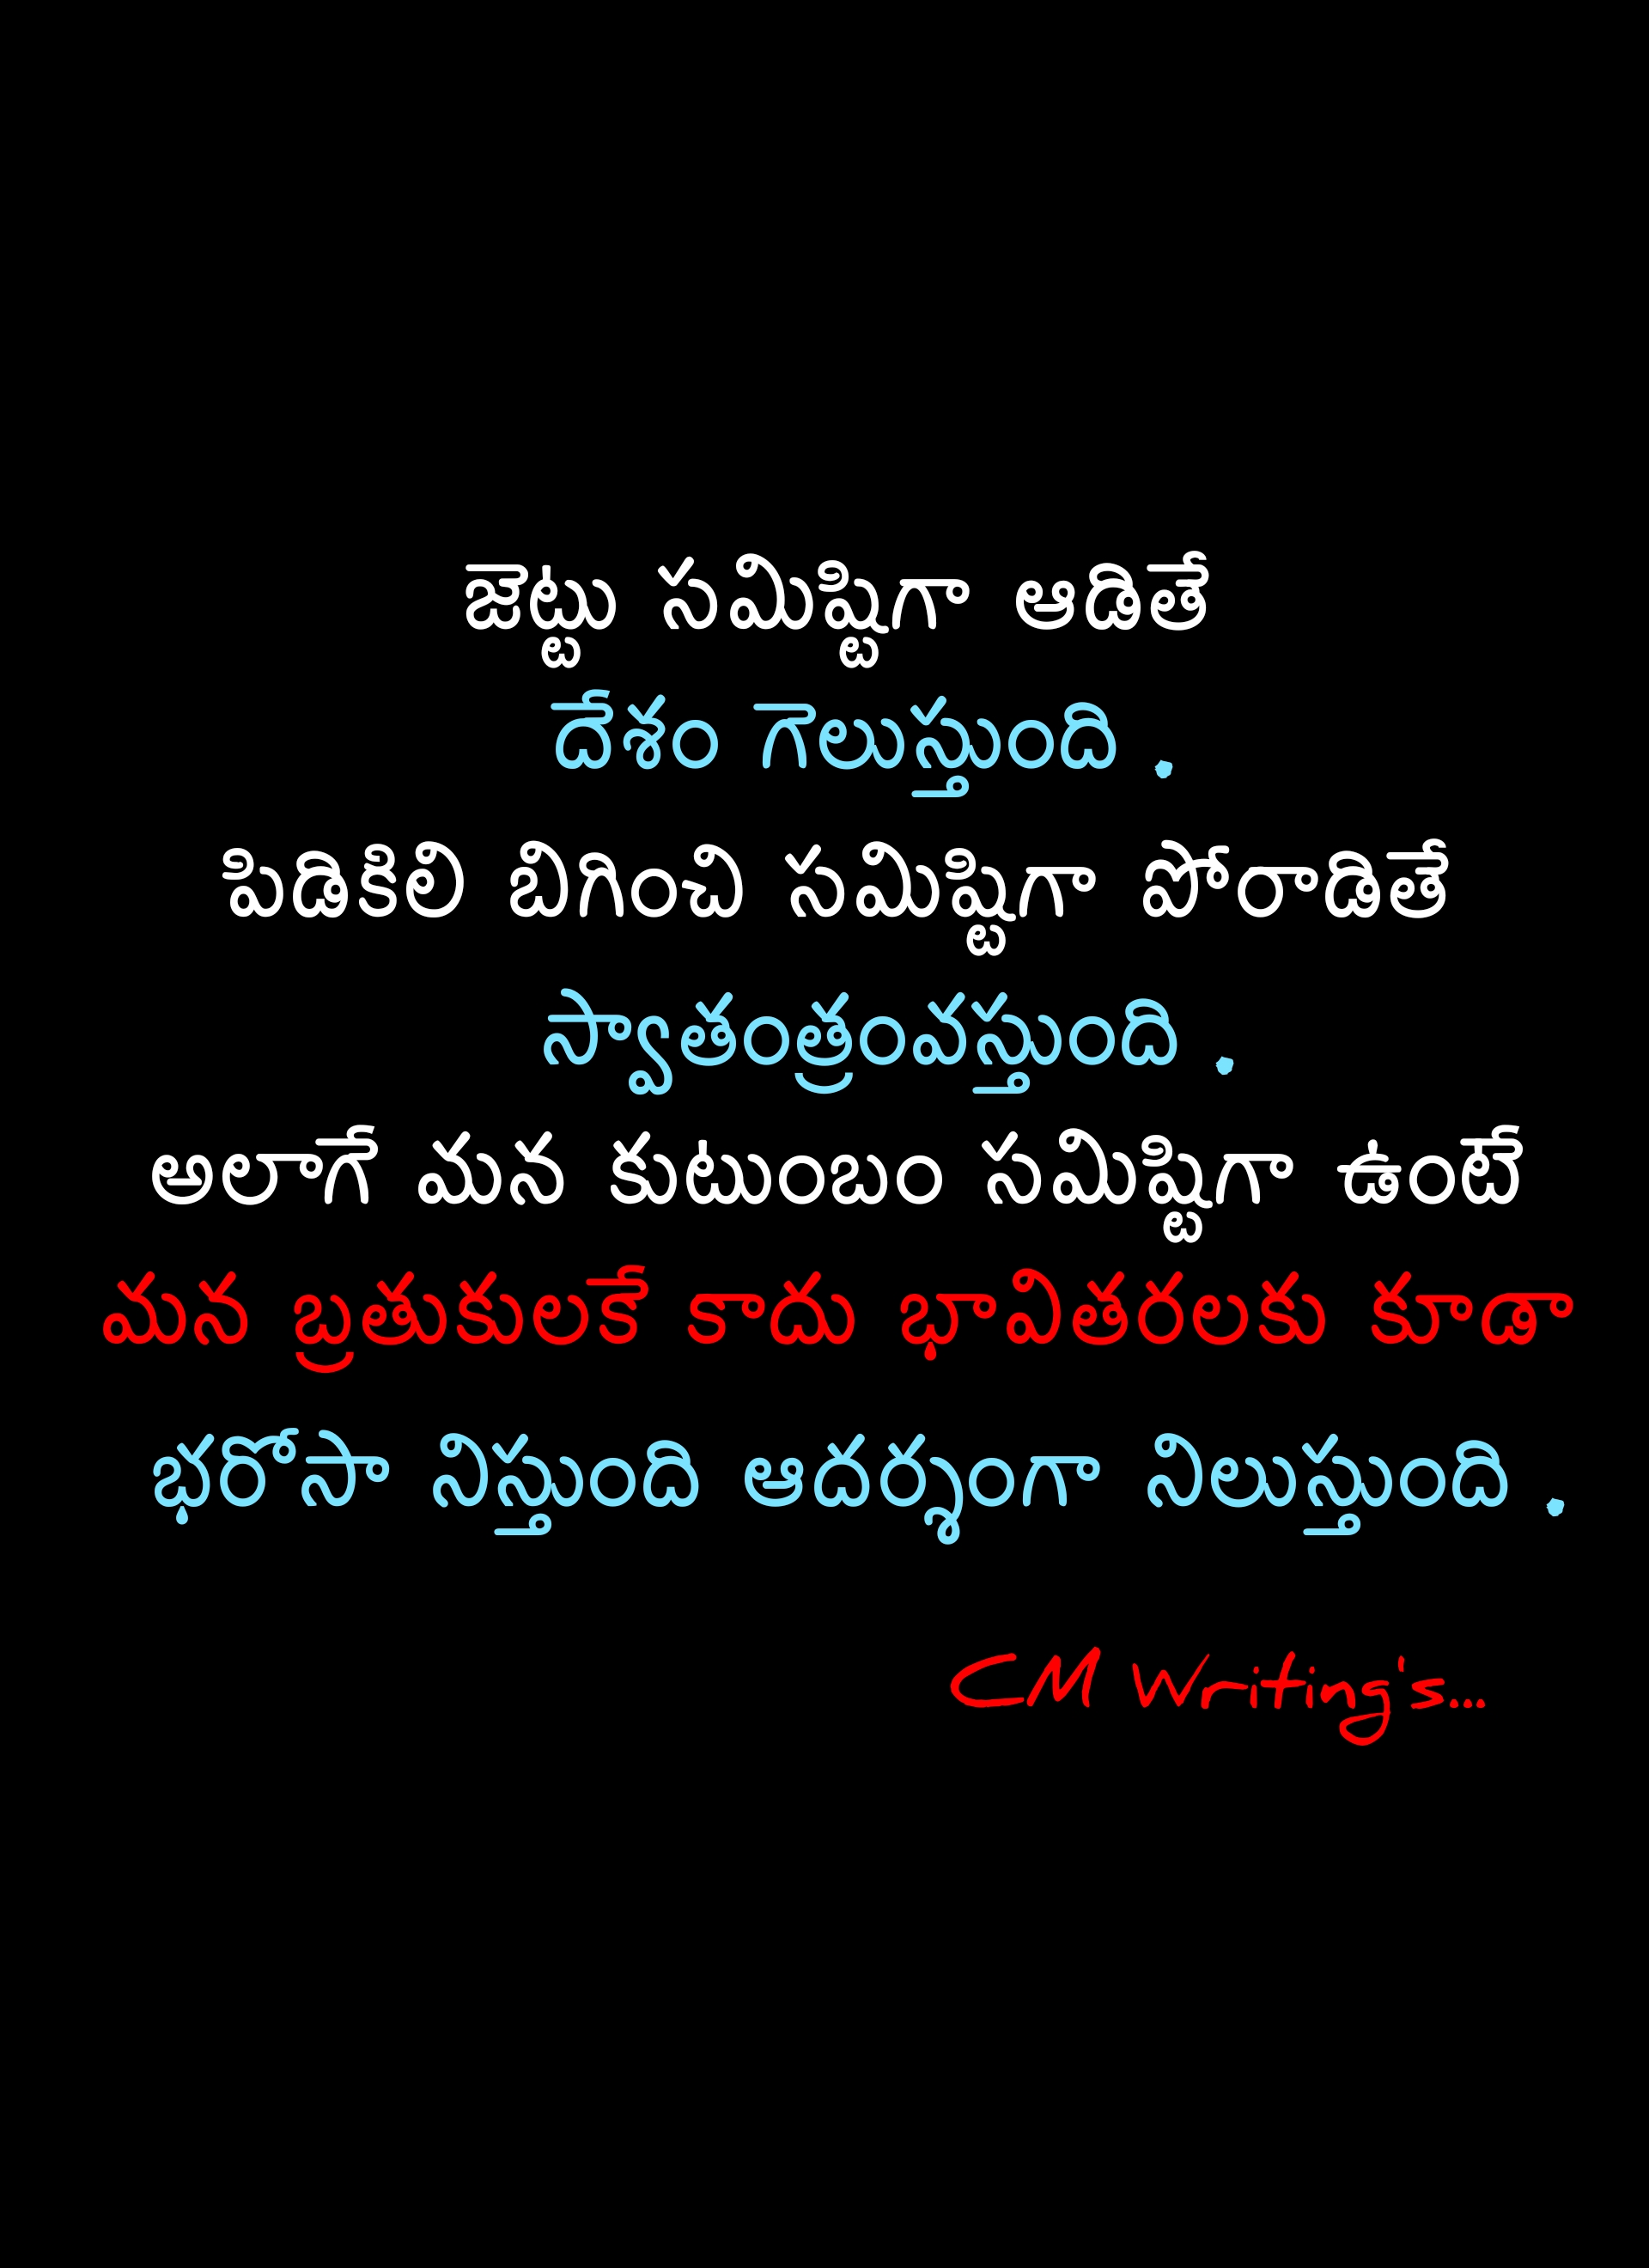 జెట్టు సమిష్టిగా ఆడితే
దేశం గెలుస్తుంది .
పిడికిలి బిగించి సమిష్టిగా పోరాడితే
స్వాతంత్రంవస్తుంది .
అలాగే మన కుటుంబం సమిష్టిగా ఉంటే
మన బ్రతుకులకే కాదు భావితరలకు కూడా
భరోసా నిస్తుంది ఆదర్శంగా నిలుస్తుంది .
CM Writing's...